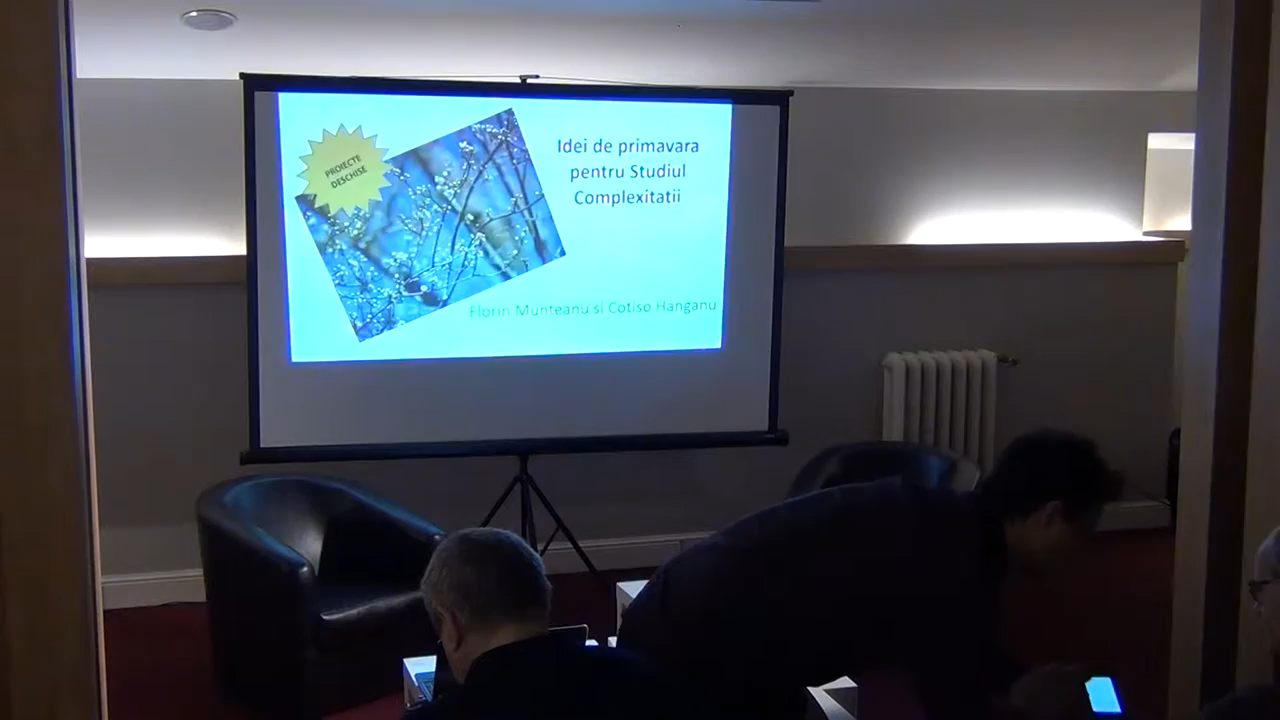 PROIECTE
DESCHISE
Idei de primavara
pentru Studiul
Complexitatii
Florin Munteanu si Cotiso Hanganu